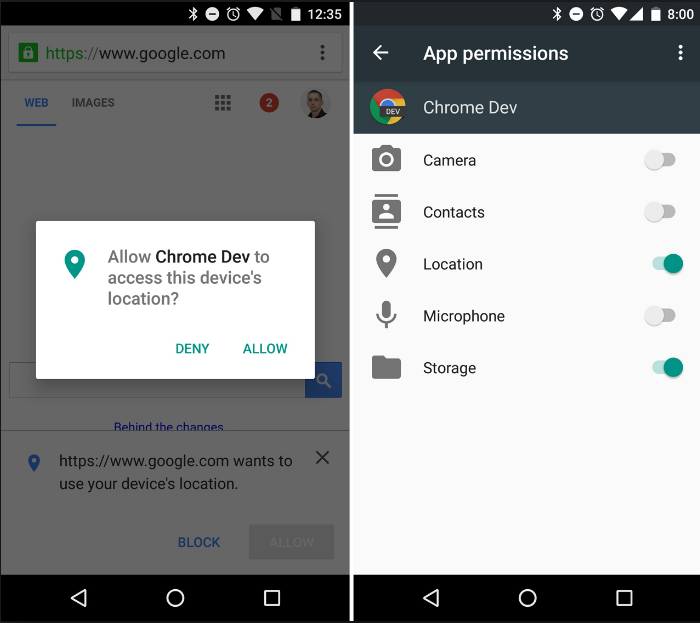 12:35
https://www.google.com
WEB IMAGES 2
Allow Chrome Dev to
access this device's
location?
DENY ALLOW
Behind the changes
https://www.google.com wants to
use your device's location.
BLOCK ALLOW
8:00
App permissions
DEV
Chrome Dev
Camera
Contacts
Location
Microphone
Storage